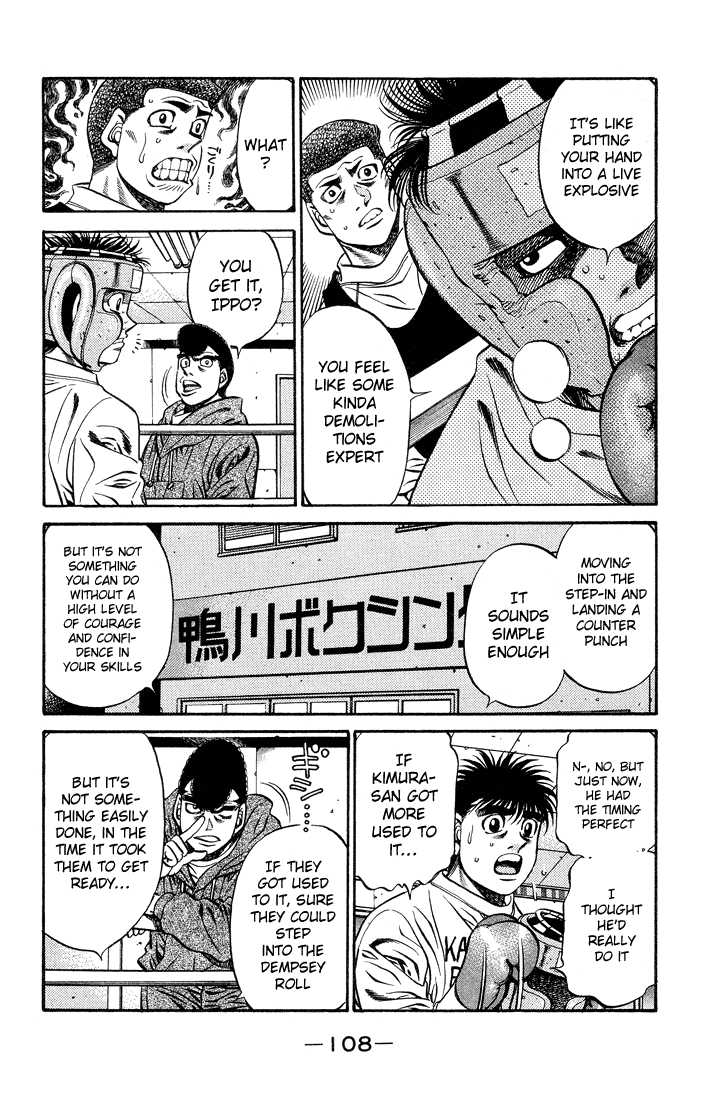 IT'S LIKE
PUTTING
YOUR HAND
INTO A LIVE
EXPLOSIVE
YOU FEEL
LIKE SOME
KINDA
DEMOLI-
TIONS
EXPERT
WHAT
?
YOU
GET IT,
IPPO?
MOVING
INTO THE
STEP-IN AND
LANDING A
COUNTER
PUNCH
IT
SOUNDS
SIMPLE
ENOUGH
鴨川ボクシング
BUT IT'S NOT
SOMETHING
YOU CAN DO
WITHOUT A
HIGH LEVEL
OF COURAGE
AND CONFI-
DENCE IN
YOUR SKILLS
N-, NO, BUT
JUST NOW,
HE HAD
THE TIMING
PERFECT
I
THOUGHT
HE'D
REALLY
DO IT
IF
KIMURA-
SAN GOT
MORE
USED TO
IT...
KA
IF THEY
GOT USED
TO IT, SURE
THEY COULD
STEP
INTO THE
DEMPSEY
ROLL
BUT IT'S
NOT SOME-
THING EASILY
DONE, IN THE
TIME IT TOOK
THEM TO GET
READY...
—108—